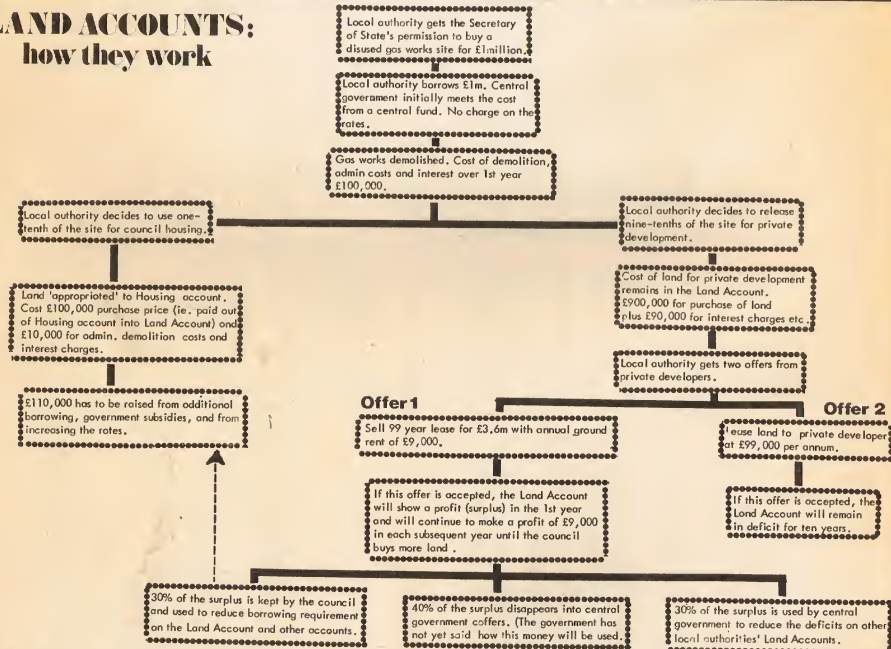 LAND ACCOUNTS:
how they work
Local authority gets the Secretary
of State's permission to buy a
disused gas works site for £1million.
Local authority borrows £1m. Central
government initially meets the cost
from a central fund. No charge on the
rates.
Gas works demolished. Cost of demolition,
admin costs and interest over 1st year
£100,000.
Local authority decides to use one-
tenth of the site for council housing.
Land 'appropriated' to Housing account.
Cost £100,000 purchase price (ie. paid out
of Housing account into Land Account) and
£10,000 for admin. demolition costs and
interest charges.
£110,000 has to be raised from additional
borrowing, government subsidies, and from
increasing the rates.
Local authority decides to release
nine-tenths of the site for private
development.
Cost of land for private development
remains in the Land Account.
£900,000 for purchase of land
plus £90,000 for interest charges etc.
Local authority gets two offers from
private developers.
Offer 1
Sell 99 year lease for £3.6m with annual ground
rent of £9,000.
If this offer is accepted, the Land Account
will show a profit (surplus) in the 1st year
and will continue to make a profit of £9,000
in each subsequent year until the council
buys more land .
Offer 2
Lease land to private developer
at £99,000 per annum.
If this offer is accepted, the
Land Account will remain
in deficit for ten years.
30% of the surplus is kept by the council
and used to reduce borrowing requirement
on the Land Account and other accounts.
40% of the surplus disappears into central
government coffers. (The government has
not yet said how this money will be used.
30% of the surplus is used by central
government to reduce the deficits on other
local authorities' Land Accounts.